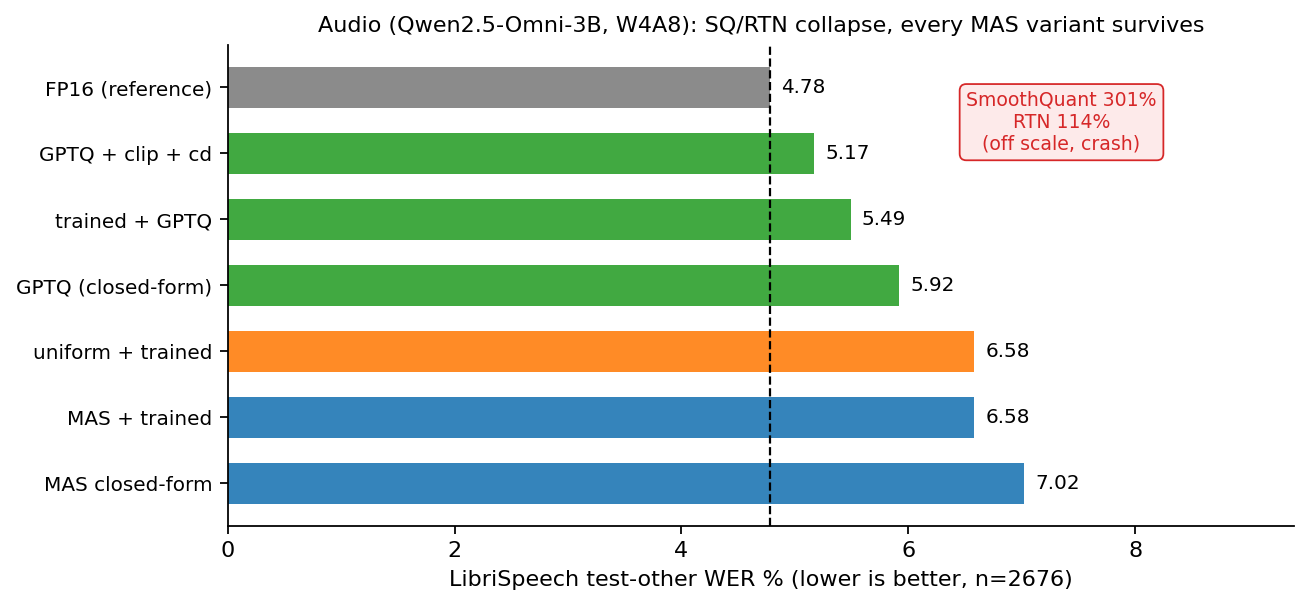 Audio (Qwen2.5-Omni-3B, W4A8): SQ/RTN collapse, every MAS variant survives
FP16 (reference)
4.78
SmoothQuant 301%
RTN 114%
(off scale, crash)
GPTQ + clip + cd
5.17
trained + GPTQ
5.49
GPTQ (closed-form)
5.92
uniform + trained
6.58
MAS + trained
6.58
MAS closed-form
7.02
0 2 4 6 8
LibriSpeech test-other WER % (lower is better, n=2676)